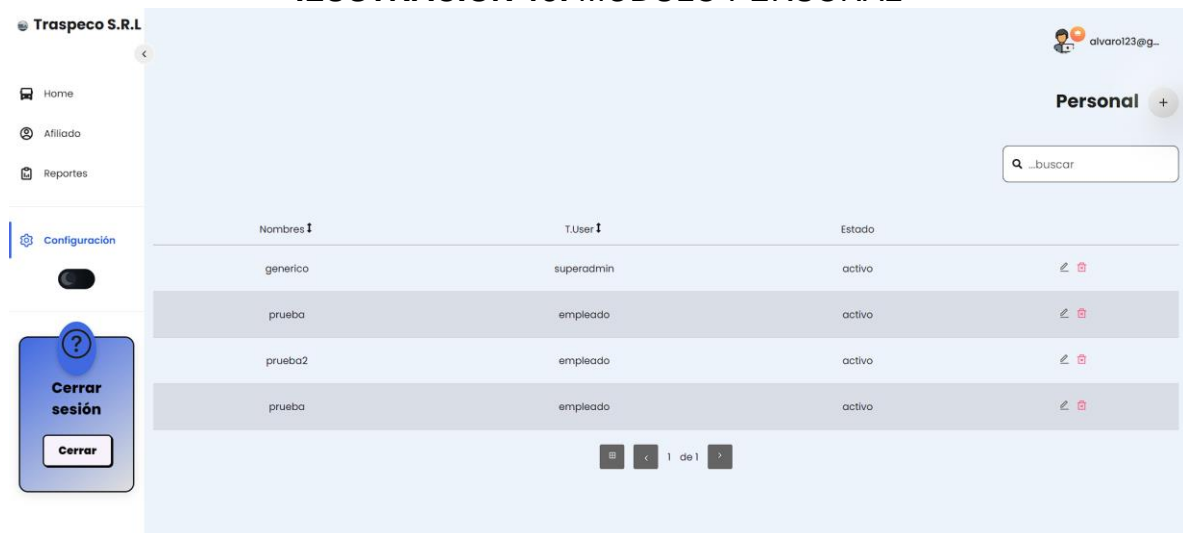 Traspeco S.R.L
alvaro123@g...
Home
Personal +
Afiliado
...buscar
Reportes
Nombres T.User Estado
Configuración
generico superadmin activo
prueba empleado activo
prueba2 empleado activo
Cerrar
sesión
prueba empleado activo
Cerrar
1 de 1